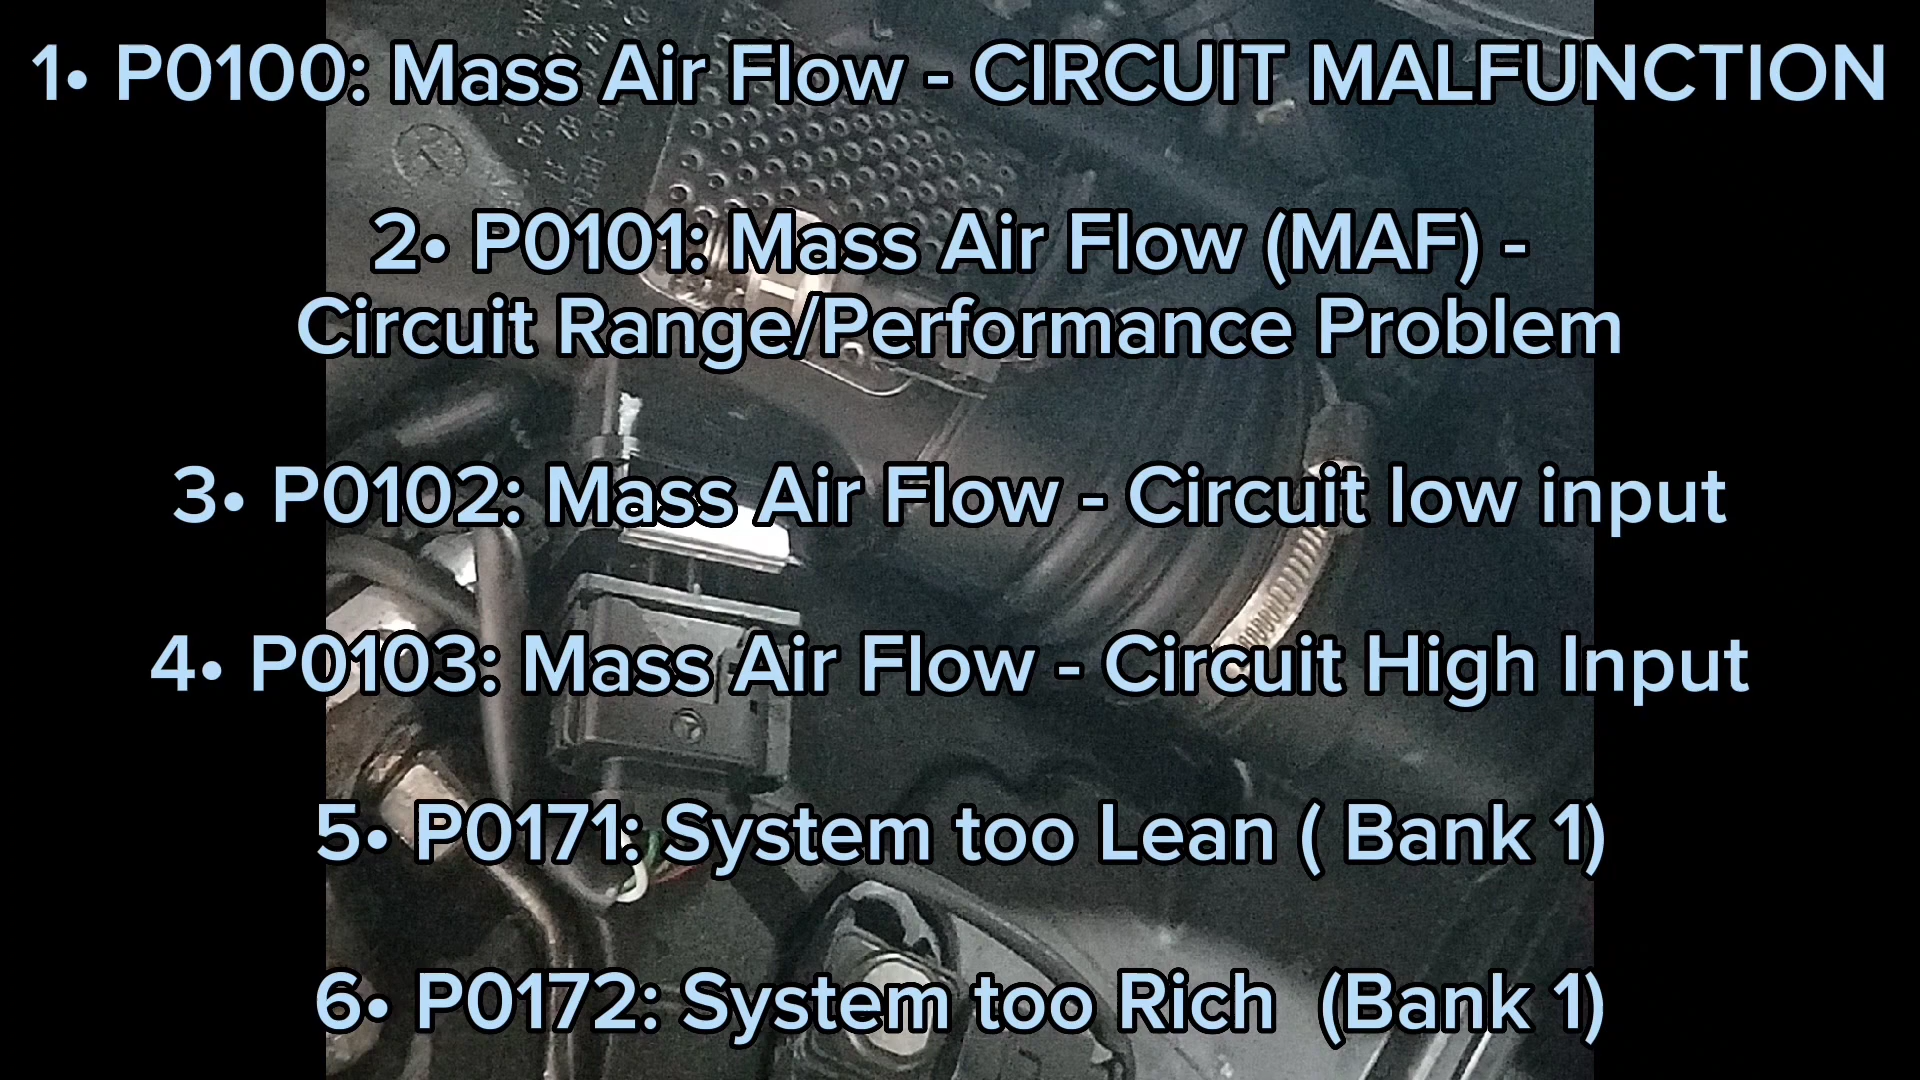 1• P0100: Mass Air Flow - CIRCUIT MALFUNCTION
2• P0101: Mass Air Flow (MAF) -
Circuit Range/Performance Problem
3• P0102: Mass Air Flow - Circuit low input
4• P0103: Mass Air Flow - Circuit High Input
5• P0171: System too Lean ( Bank 1)
6• P0172: System too Rich  (Bank 1)